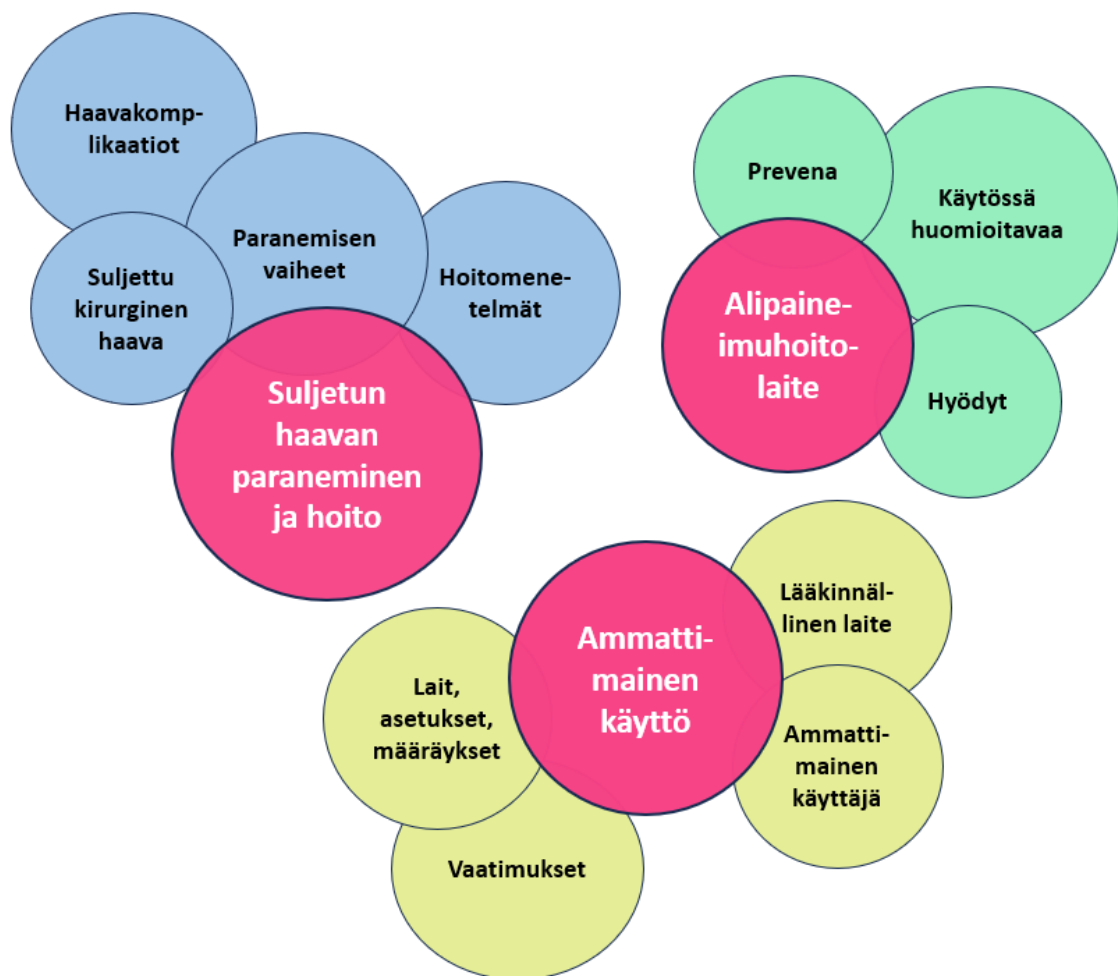 Haavakomp-
likaatiot
Paranemisen
vaiheet
Suljettu
kirurginen
haava
Hoitomene-
telmät
Suljetun
haavan
paraneminen
ja hoito
Prevena
Käytössä
huomioitavaa
Alipaine-
imuhoito-
laite
Hyödyt
Ammatti-
mainen
käyttö
Lääkinnäl-
linen laite
Lait,
asetukset,
määräykset
Ammatti-
mainen
käyttäjä
Vaatimukset